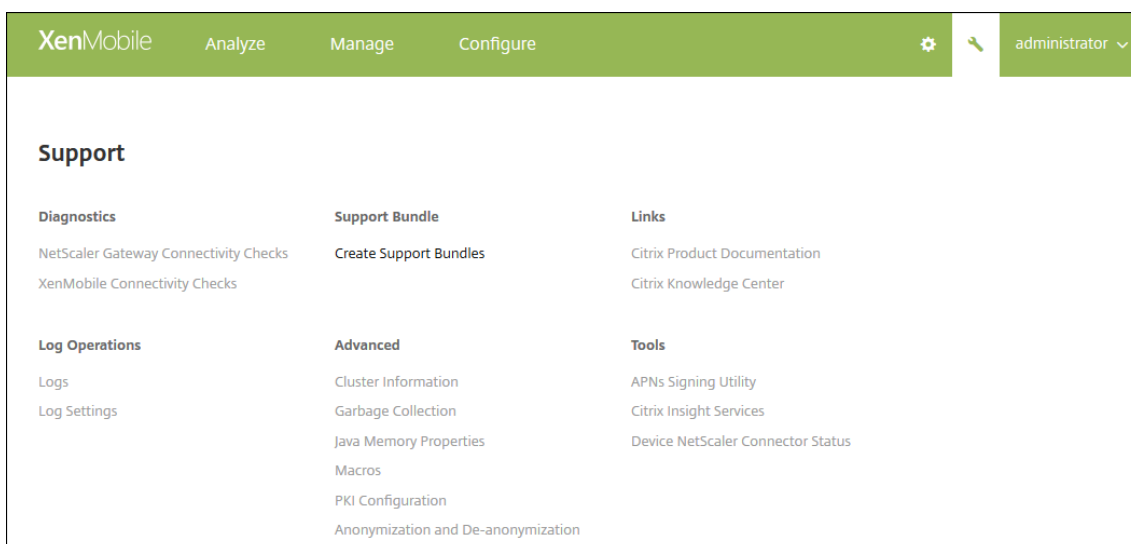 XenMobile Analyze Manage Configure administrator
Support
Diagnostics
NetScaler Gateway Connectivity Checks
XenMobile Connectivity Checks
Support Bundle
Create Support Bundles
Links
Citrix Product Documentation
Citrix Knowledge Center
Log Operations
Logs
Log Settings
Advanced
Cluster Information
Garbage Collection
Java Memory Properties
Macros
PKI Configuration
Anonymization and De-anonymization
Tools
APNs Signing Utility
Citrix Insight Services
Device NetScaler Connector Status